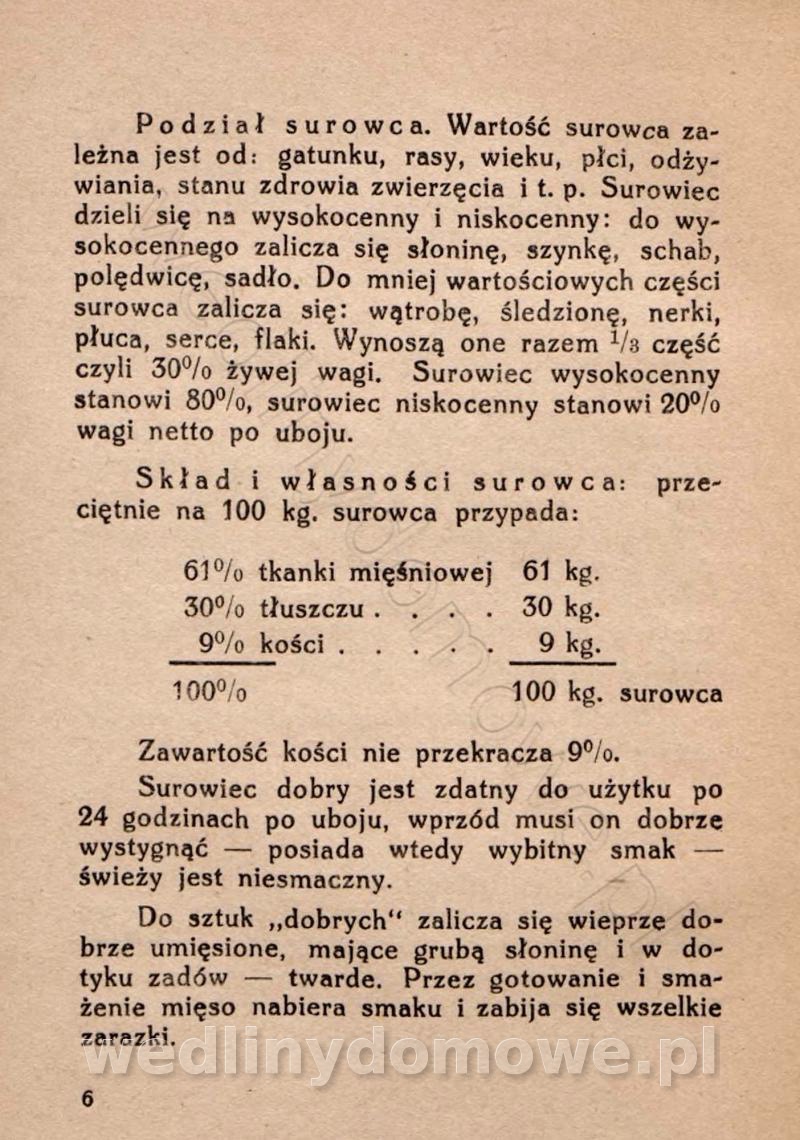 Podział surowca. Wartość surowca za-
leżna jest od: gatunku, rasy, wieku, płci, odży-
wiania, stanu zdrowia zwierzęcia i t. p. Surowiec
dzieli się na wysokocenny i niskocenny: do wy-
sokocennego zalicza się słoninę, szynkę, schab,
polędwicę, sadło. Do mniej wartościowych części
surowca zalicza się: wątrobę, śledzionę, nerki,
płuca, serce, flaki. Wynoszą one razem 1/3 część
czyli 30% żywej wagi. Surowiec wysokocenny
stanowi 80%, surowiec niskocenny stanowi 20%
wagi netto po uboju.
Skład i własności surowca: prze-
ciętnie na 100 kg. surowca przypada:
61% tkanki mięśniowej 61 kg.
30% tłuszczu . . . . 30 kg.
9% kości . . . . . 9 kg.
100% 100 kg. surowca
Zawartość kości nie przekracza 9%.
Surowiec dobry jest zdatny do użytku po
24 godzinach po uboju, wprzód musi on dobrze
wystygnąć — posiada wtedy wybitny smak —
świeży jest niesmaczny.
Do sztuk „dobrych" zalicza się wieprze do-
brze umięsione, mające grubą słoninę i w do-
tyku zadów — twarde. Przez gotowanie i sma-
żenie mięso nabiera smaku i zabija się wszelkie
zarazki.
wedlinydomowe.pl
6